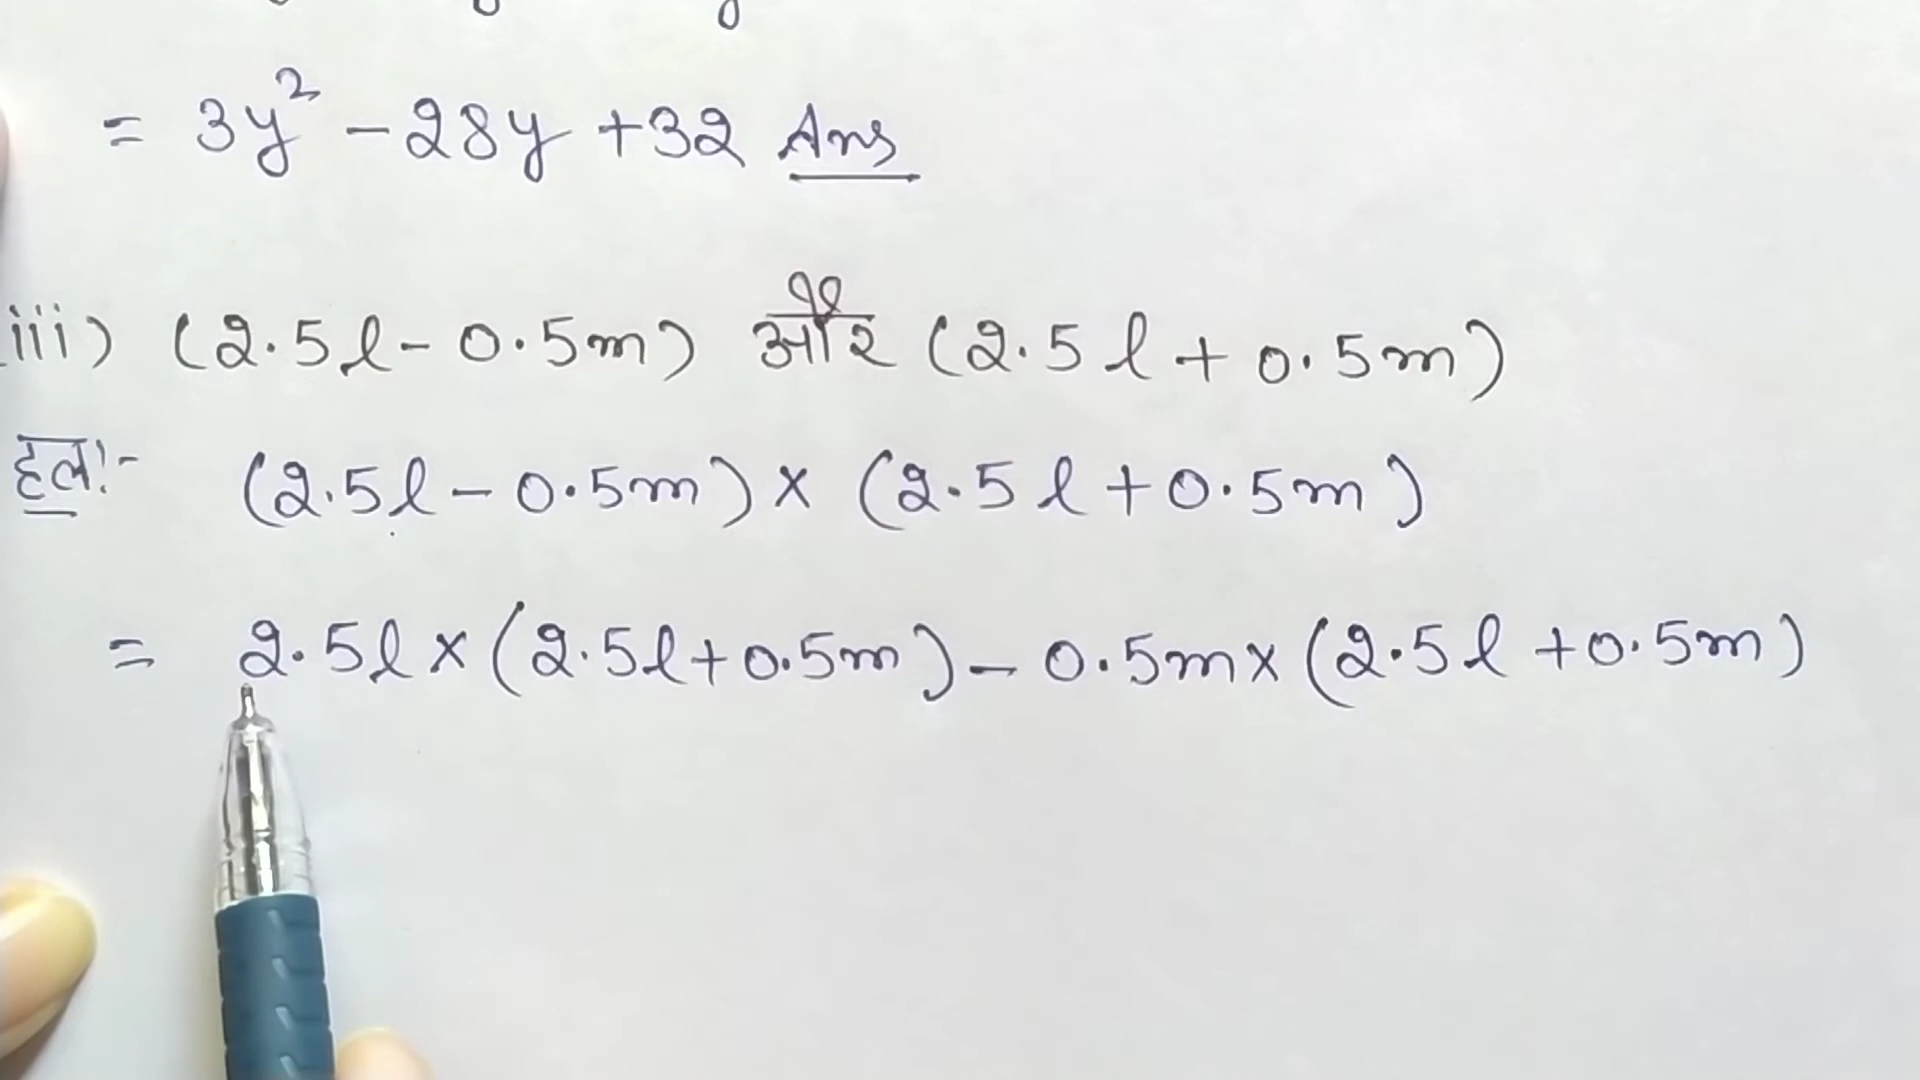 = 3y² - 28y + 32 Ans
iii) (2.5l - 0.5m) और (2.5l + 0.5m)
हल:- (2.5l - 0.5m) × (2.5l + 0.5m)
= 2.5l × (2.5l + 0.5m) - 0.5m × (2.5l + 0.5m)